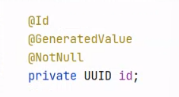 @Id
@GeneratedValue
@NotNull
private UUID id;